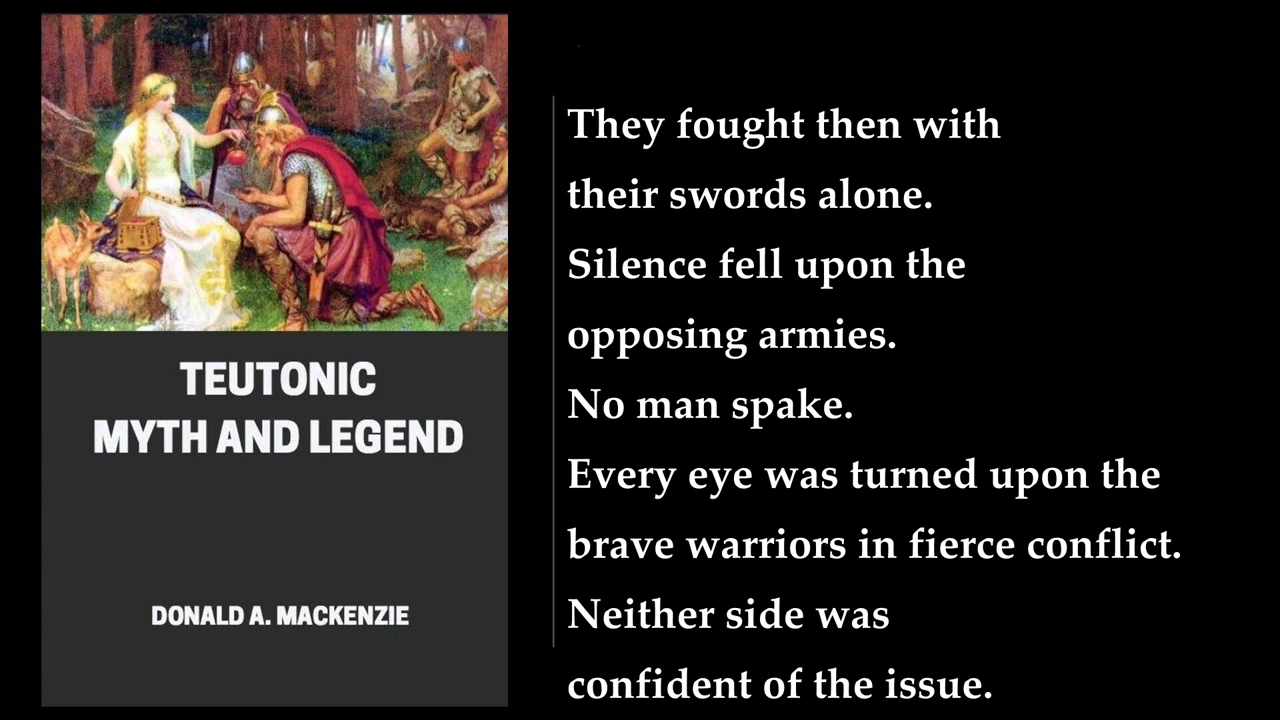 TEUTONIC
MYTH AND LEGEND
DONALD A. MACKENZIE
They fought then with
their swords alone.
Silence fell upon the
opposing armies.
No man spake.
Every eye was turned upon the
brave warriors in fierce conflict.
Neither side was
confident of the issue.